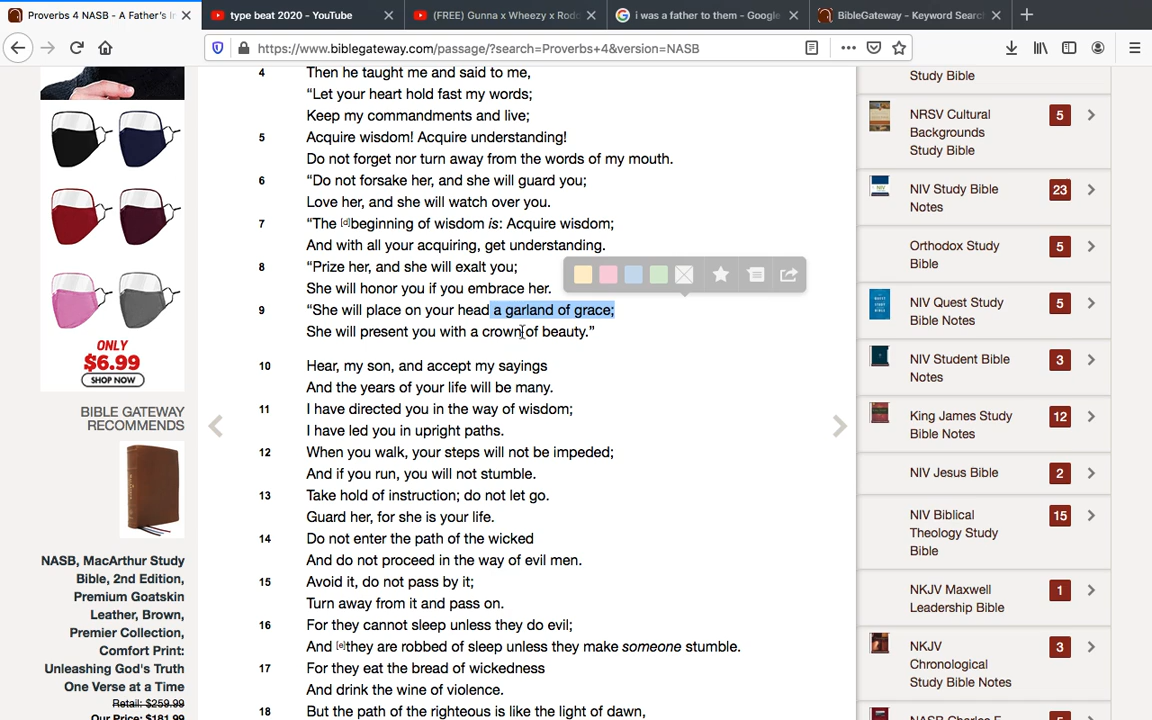 Proverbs 4 NASB - A Father's In
type beat 2020 - YouTube
(FREE) Gunna x Wheezy x Rod
i was a father to them - Google
BibleGateway - Keyword Searc
https://www.biblegateway.com/passage/?search=Proverbs+4&version=NASB
ONLY
$6.99
SHOP NOW
BIBLE GATEWAY
RECOMMENDS
NASB, MacArthur Study
Bible, 2nd Edition,
Premium Goatskin
Leather, Brown,
Premier Collection,
Comfort Print:
Unleashing God's Truth
One Verse at a Time
Retail: $259.99
Our Price: $181.99
4 Then he taught me and said to me,
“Let your heart hold fast my words;
Keep my commandments and live;
5 Acquire wisdom! Acquire understanding!
Do not forget nor turn away from the words of my mouth.
6 “Do not forsake her, and she will guard you;
Love her, and she will watch over you.
7 “The [d]beginning of wisdom is: Acquire wisdom;
And with all your acquiring, get understanding.
8 “Prize her, and she will exalt you;
She will honor you if you embrace her.
9 “She will place on your head a garland of grace;
She will present you with a crown of beauty.”
10 Hear, my son, and accept my sayings
And the years of your life will be many.
11 I have directed you in the way of wisdom;
I have led you in upright paths.
12 When you walk, your steps will not be impeded;
And if you run, you will not stumble.
13 Take hold of instruction; do not let go.
Guard her, for she is your life.
14 Do not enter the path of the wicked
And do not proceed in the way of evil men.
15 Avoid it, do not pass by it;
Turn away from it and pass on.
16 For they cannot sleep unless they do evil;
And [e]they are robbed of sleep unless they make someone stumble.
17 For they eat the bread of wickedness
And drink the wine of violence.
18 But the path of the righteous is like the light of dawn,
Study Bible
NRSV Cultural 5
Backgrounds
Study Bible
NIV Study Bible 23
Notes
Orthodox Study 5
Bible
NIV Quest Study 5
Bible Notes
NIV Student Bible 3
Notes
King James Study 12
Bible Notes
NIV Jesus Bible 2
NIV Biblical 15
Theology Study
Bible
NKJV Maxwell 1
Leadership Bible
NKJV 3
Chronological
Study Bible Notes
NASB Charles F.